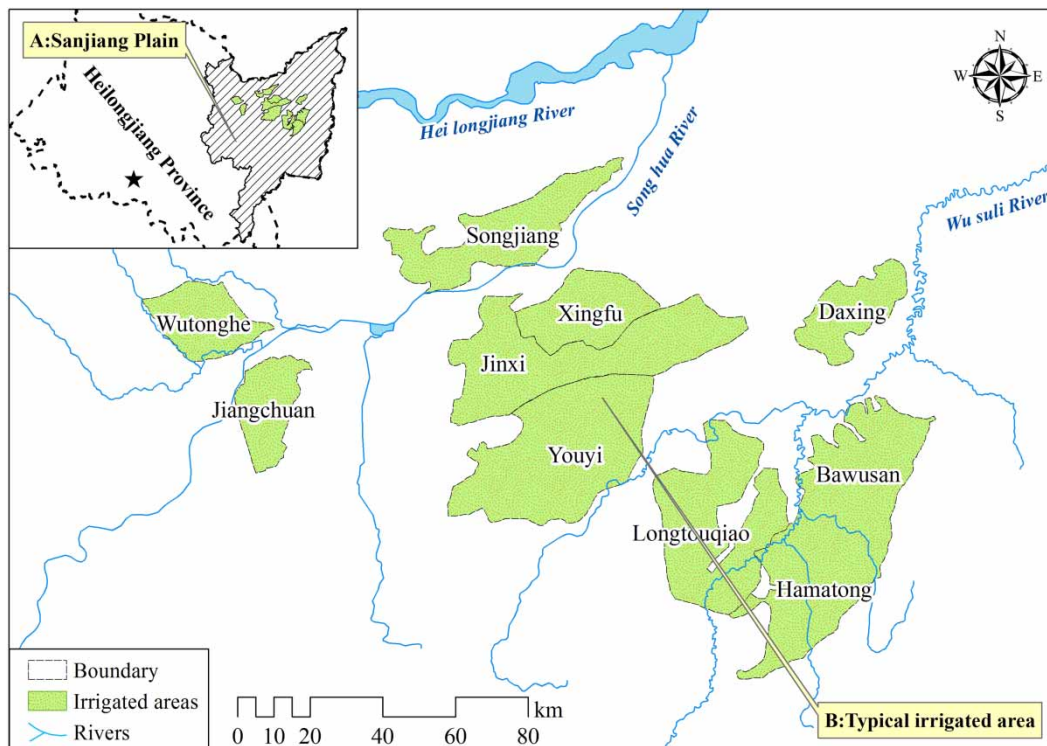 A:Sanjiang Plain
Heilongjiang Province
Hei longjiang River
Song hua River
Wu suli River
N
W E
S
Songjiang
Wutonghe
Xingfu
Daxing
Jinxi
Jiangchuan
Youyi
Bawusan
Longtouqiao
Hamatong
Boundary
Irrigated areas
Rivers
km
0 10 20 40 60 80
B:Typical irrigated area